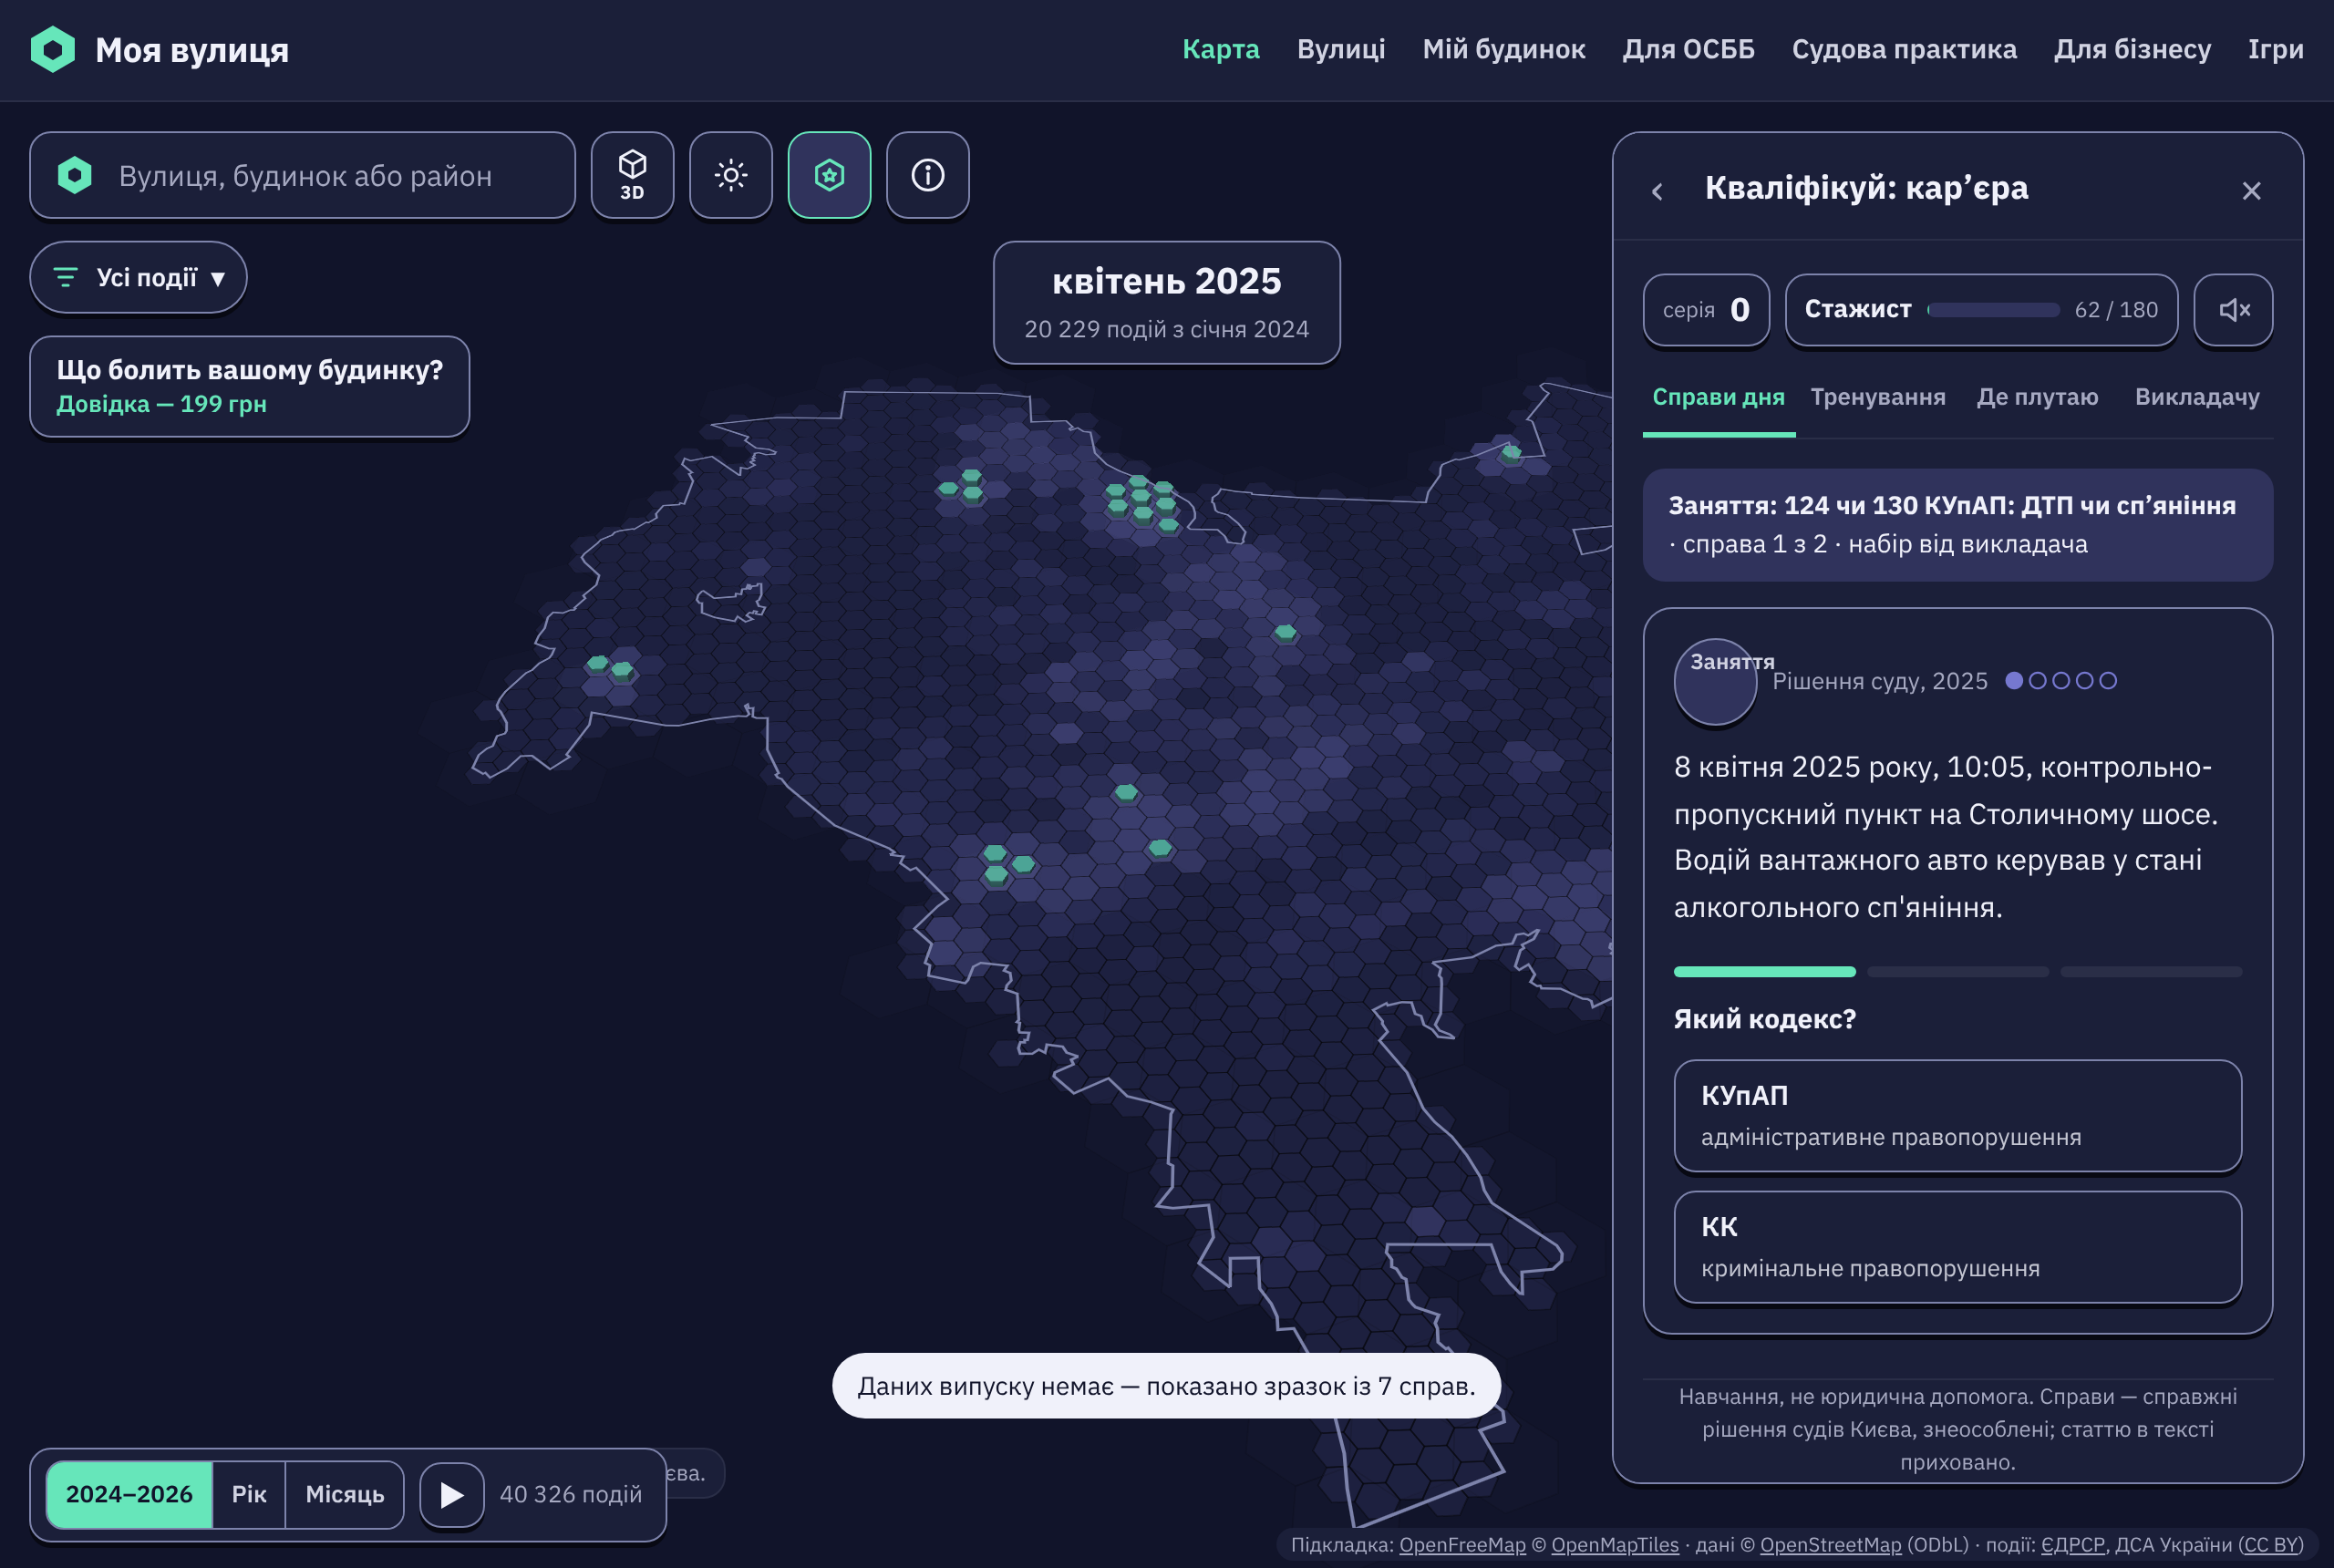 Моя вулиця
Карта Вулиці Мій будинок Для ОСББ Судова практика Для бізнесу Ігри
Вулиця, будинок або район
3D
Усі події ▼
Що болить вашому будинку?
Довідка — 199 грн
квітень 2025
20 229 подій з січня 2024
Кваліфікуй: кар’єра
серія 0
Стажист 62 / 180
Справи дня Тренування Де плутаю Викладачу
Заняття: 124 чи 130 КУпАП: ДТП чи сп’яніння
· справа 1 з 2 · набір від викладача
Заняття
Рішення суду, 2025
8 квітня 2025 року, 10:05, контрольно-
пропускний пункт на Столичному шосе.
Водій вантажного авто керував у стані
алкогольного сп'яніння.
Який кодекс?
КУпАП
адміністративне правопорушення
КК
кримінальне правопорушення
Навчання, не юридична допомога. Справи — справжні
рішення судів Києва, знеособлені; статтю в тексті
приховано.
Даних випуску немає — показано зразок із 7 справ.
2024–2026 Рік Місяць 40 326 подій
єва.
Підкладка: OpenFreeMap © OpenMapTiles · дані © OpenStreetMap (ODbL) · події: ЄДРСР, ДСА України (CC BY)